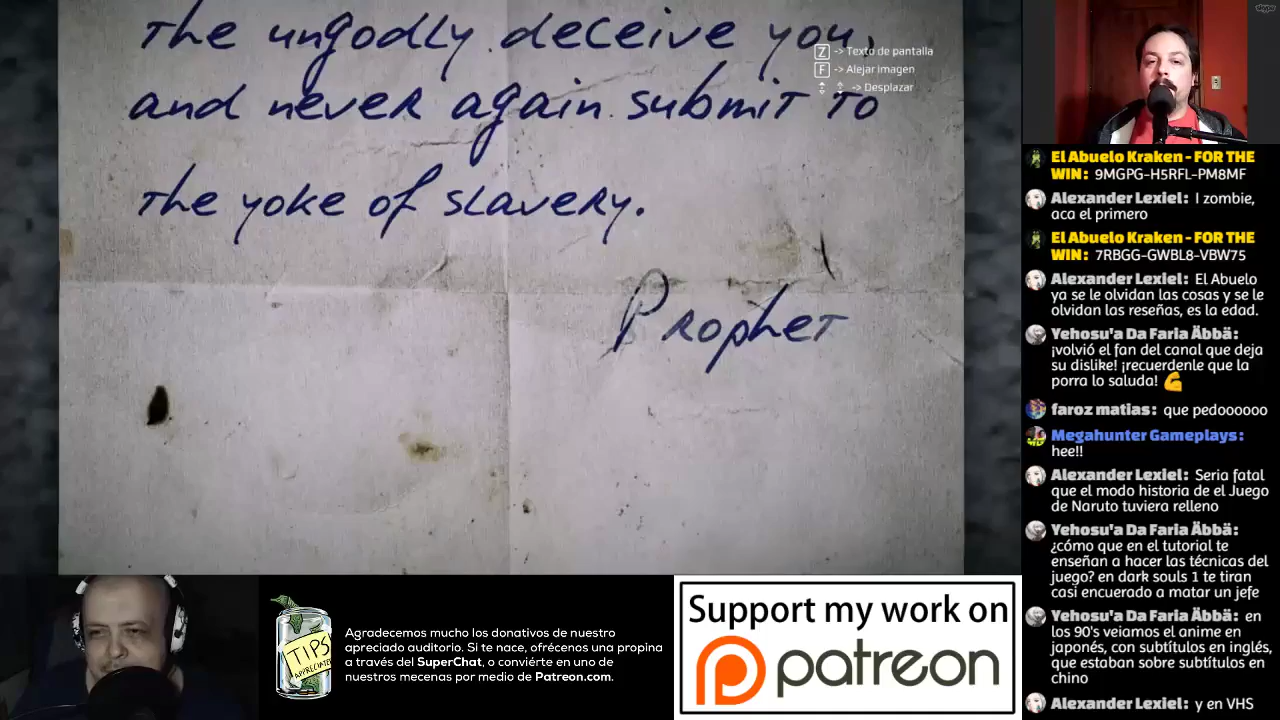 the ungodly deceive you,
and never again submit to
the yoke of slavery.
Prophet
Z -> Texto de pantalla
F -> Alejar imagen
-> Desplazar
skype
El Abuelo Kraken - FOR THE
WIN: 9MGPG-H5RFL-PM8MF
Alexander Lexiel: I zombie,
aca el primero
El Abuelo Kraken - FOR THE
WIN: 7RBGG-GWBL8-VBW75
Alexander Lexiel: El Abuelo
ya se le olvidan las cosas y se le
olvidan las reseñas, es la edad.
Yehosu'a Da Faria Äbbä:
¡volvió el fan del canal que deja
su dislike! ¡recuerdenle que la
porra lo saluda! 💪
faroz matias: que pedoooooo
Megahunter Gameplays:
hee!!
Alexander Lexiel: Seria fatal
que el modo historia de el Juego
de Naruto tuviera relleno
Yehosu'a Da Faria Äbbä:
¿cómo que en el tutorial te
enseñan a hacer las técnicas del
juego? en dark souls 1 te tiran
casi encuerado a matar un jefe
Yehosu'a Da Faria Äbbä: en
los 90's veiamos el anime en
japonés, con subtítulos en inglés,
que estaban sobre subtítulos en
chino
Alexander Lexiel: y en VHS
TIPS
APPRECIATED
Agradecemos mucho los donativos de nuestro
apreciado auditorio. Si te nace, ofrécenos una propina
a través del SuperChat, o conviérte en uno de
nuestros mecenas por medio de Patreon.com.
Support my work on
patreon